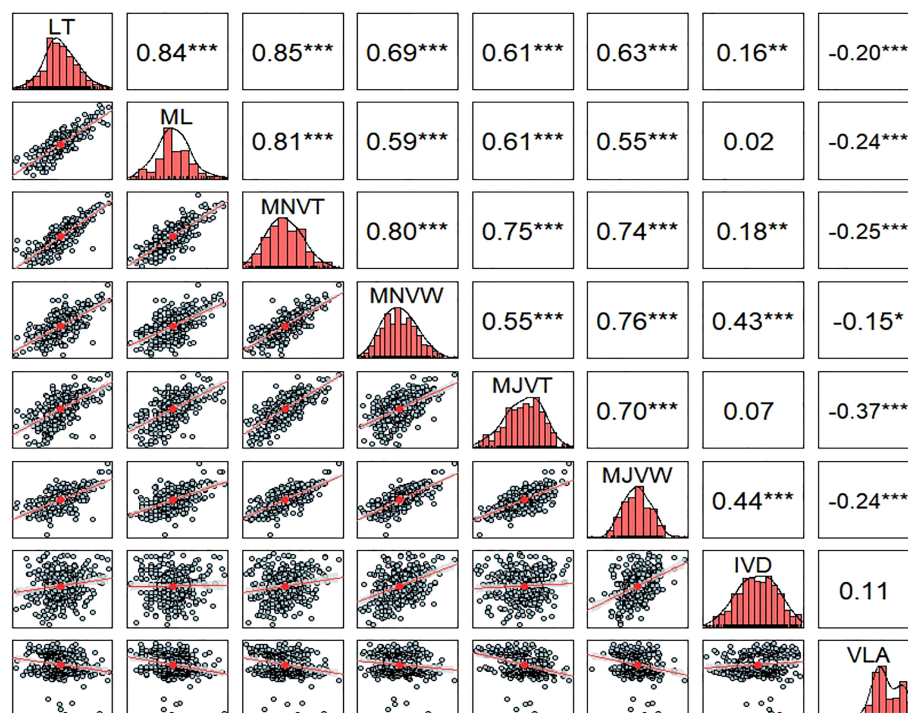 LT 0.84*** 0.85*** 0.69*** 0.61*** 0.63*** 0.16** -0.20***
ML 0.81*** 0.59*** 0.61*** 0.55*** 0.02 -0.24***
MNVT 0.80*** 0.75*** 0.74*** 0.18** -0.25***
MNVW 0.55*** 0.76*** 0.43*** -0.15*
MJVT 0.70*** 0.07 -0.37***
MJVW 0.44*** -0.24***
IVD 0.11
VLA